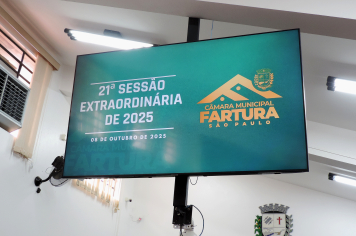 21ª SESSÃO
EXTRAORDINÁRIA
DE 2025
06 DE OUTUBRO DE 2025
CÂMARA MUNICIPAL
FARTURA
SÃO PAULO